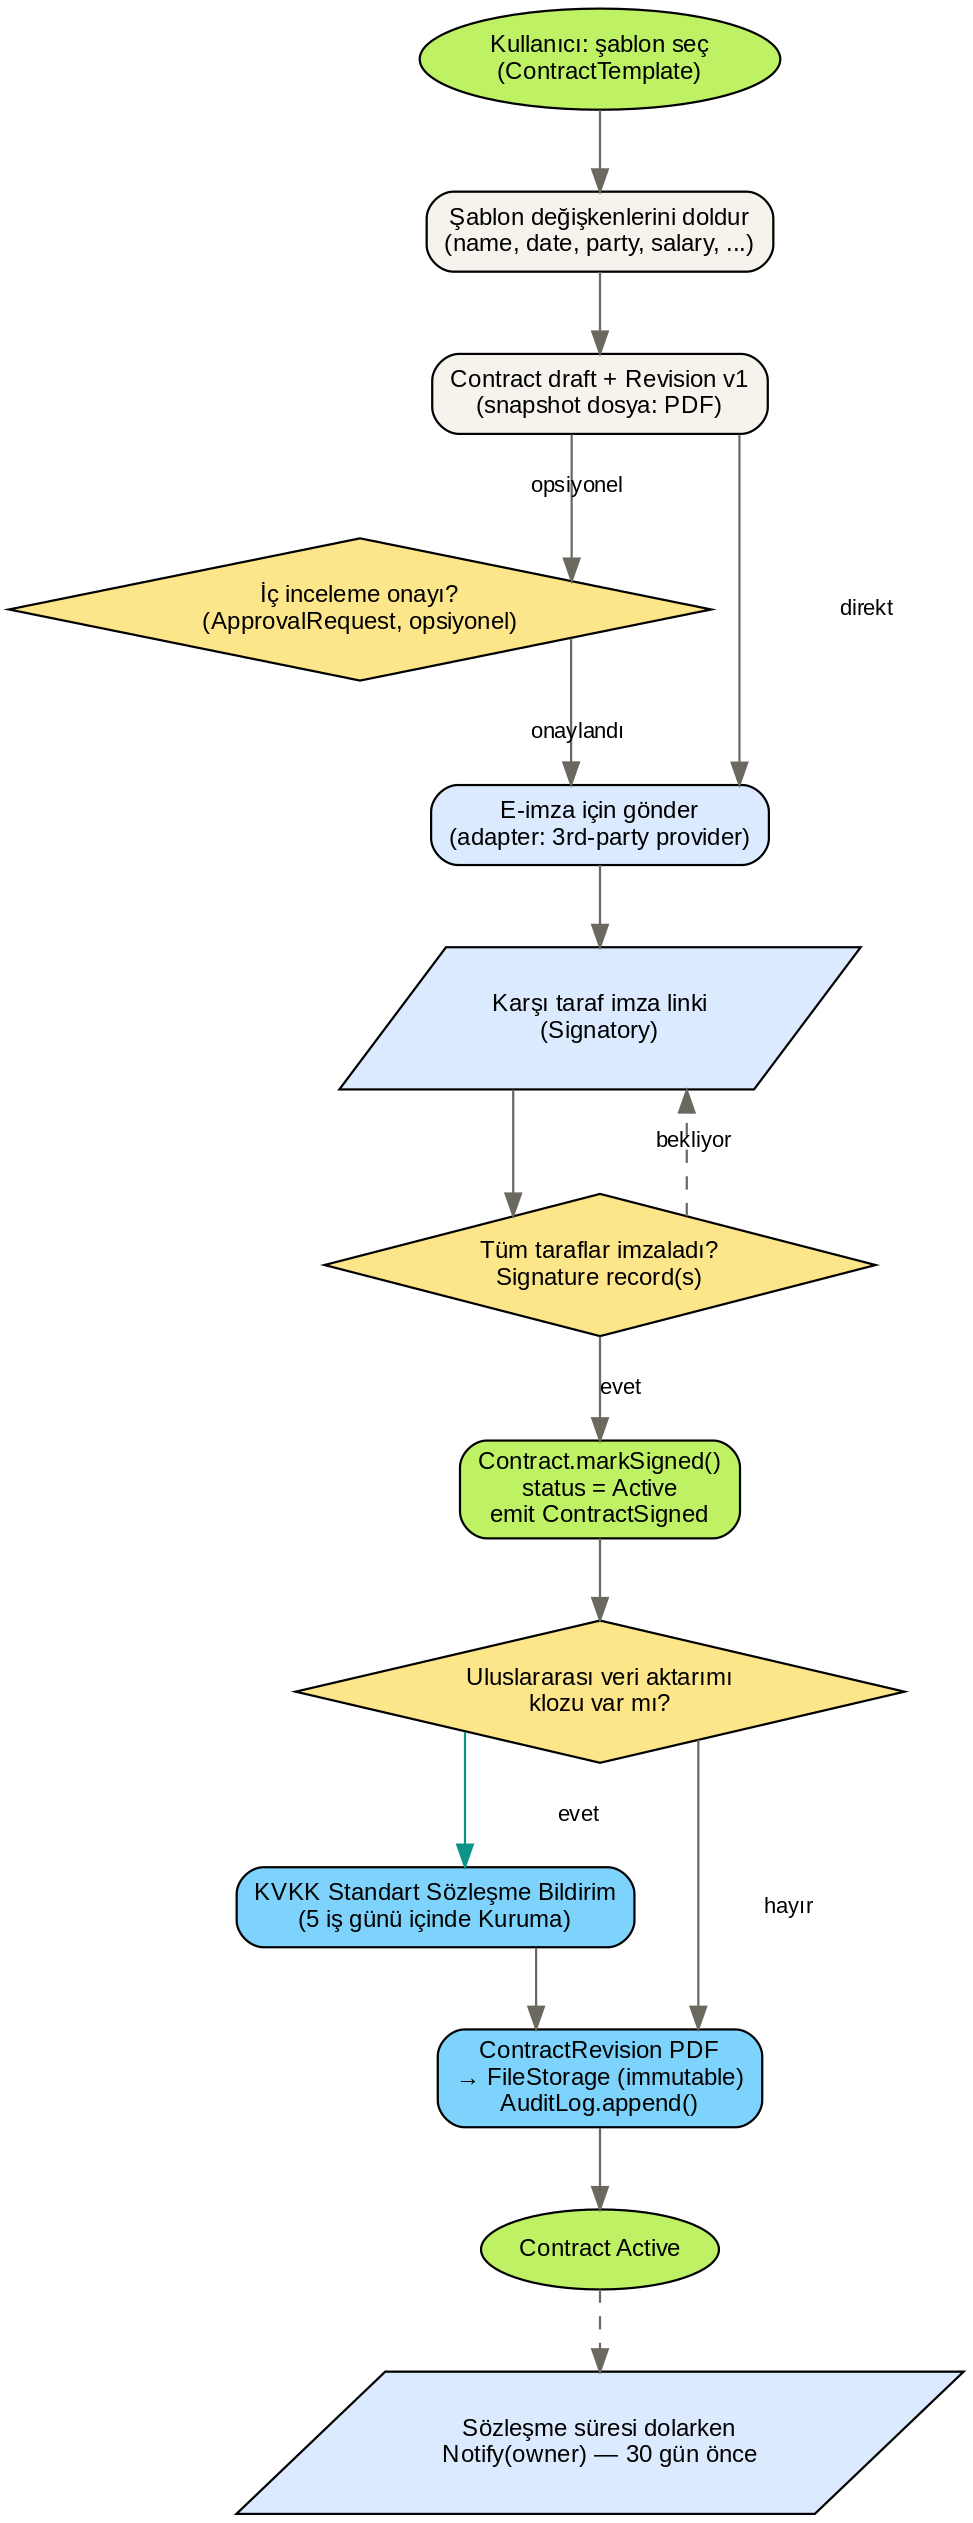 Kullanıcı: şablon seç
(ContractTemplate)
Şablon değişkenlerini doldur
(name, date, party, salary, ...)
Contract draft + Revision v1
(snapshot dosya: PDF)
opsiyonel
İç inceleme onayı?
(ApprovalRequest, opsiyonel)
direkt
onaylandı
E-imza için gönder
(adapter: 3rd-party provider)
Karşı taraf imza linki
(Signatory)
bekliyor
Tüm taraflar imzaladı?
Signature record(s)
evet
Contract.markSigned()
status = Active
emit ContractSigned
Uluslararası veri aktarımı
klozu var mı?
evet
KVKK Standart Sözleşme Bildirim
(5 iş günü içinde Kuruma)
hayır
ContractRevision PDF
→ FileStorage (immutable)
AuditLog.append()
Contract Active
Sözleşme süresi dolarken
Notify(owner) — 30 gün önce